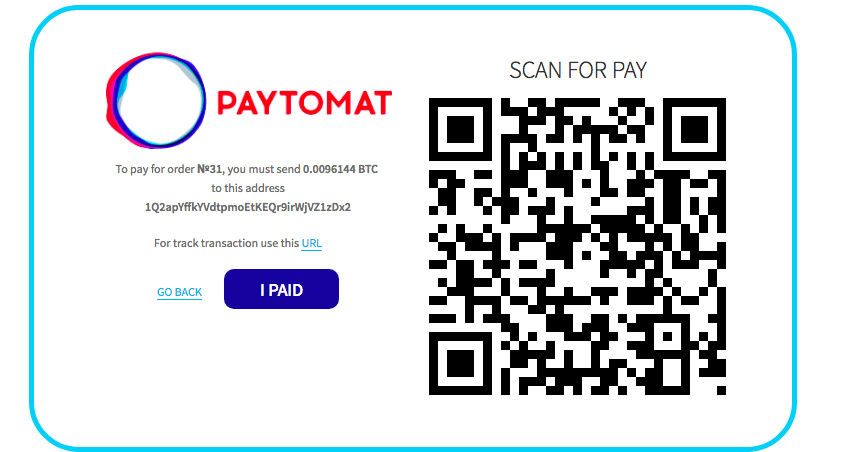 PAYTOMAT
To pay for order №31, you must send 0.0096144 BTC
to this address
1Q2apYffkYVdtpmoEtKEQr9irWjVZ1zDx2
For track transaction use this URL
GO BACK
I PAID
SCAN FOR PAY